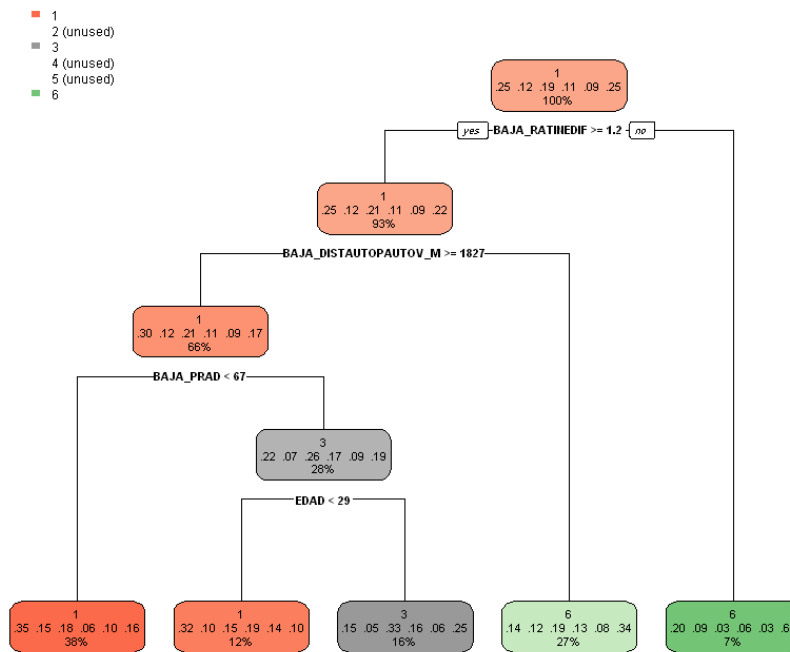 1
2 (unused)
3
4 (unused)
5 (unused)
6
1
.25 .12 .19 .11 .09 .25
100%
yes BAJA_RATINEDIF >= 1.2 no
1
.25 .12 .21 .11 .09 .22
93%
BAJA_DISTAUTOPAUTOV_M >= 1827
1
.30 .12 .21 .11 .09 .17
66%
BAJA_PRAD < 67
3
.22 .07 .26 .17 .09 .19
28%
EDAD < 29
1
.35 .15 .18 .06 .10 .16
38%
1
.32 .10 .15 .19 .14 .10
12%
3
.15 .05 .33 .16 .06 .25
16%
6
.14 .12 .19 .13 .08 .34
27%
6
.20 .09 .03 .06 .03 .6
7%